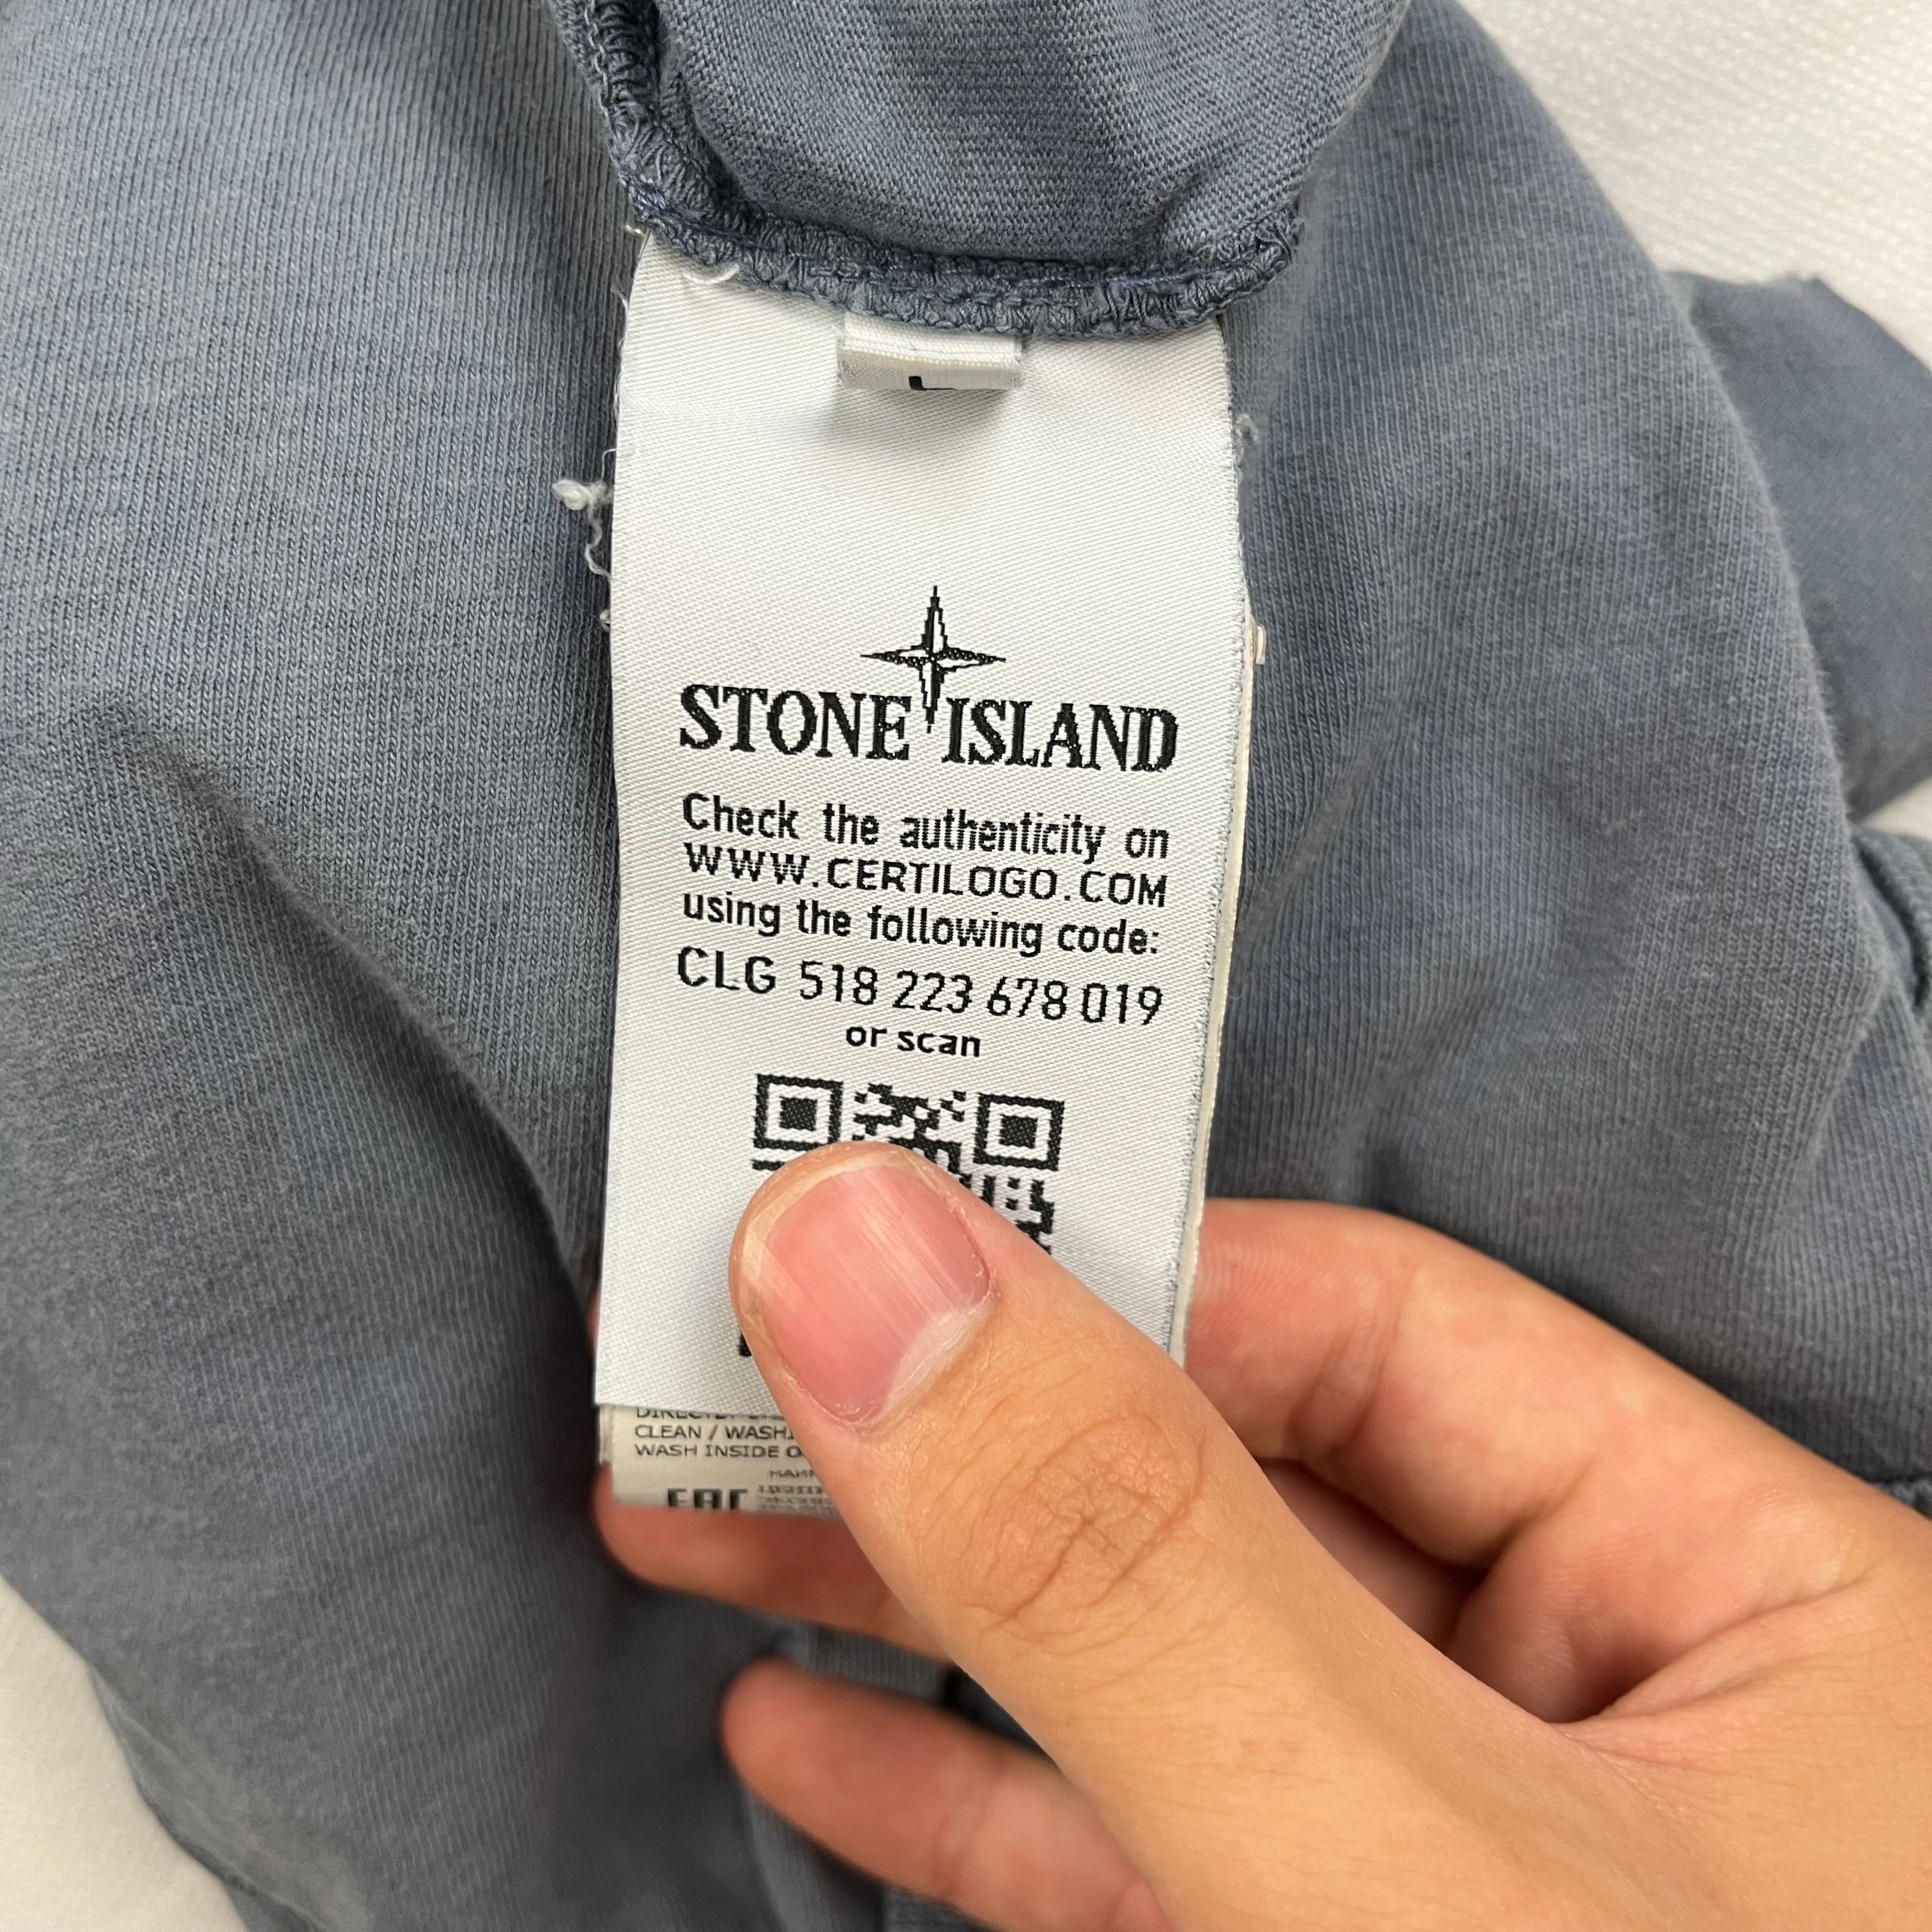 L
STONE ISLAND
Check the authenticity on
WWW.CERTILOGO.COM
using the following code:
CLG 518 223 678 019
or scan
CLEAN / WASH
WASH INSIDE
EAC